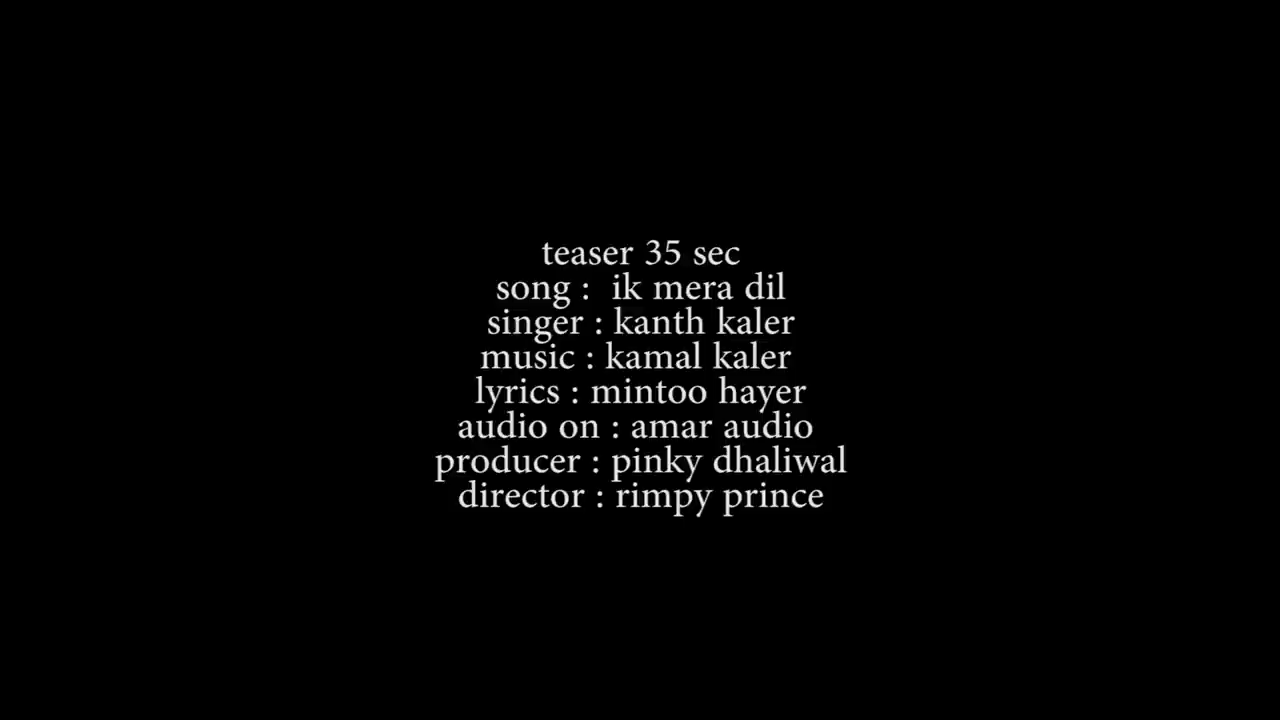 teaser 35 sec
song :  ik mera dil
singer : kanth kaler
music : kamal kaler
lyrics : mintoo hayer
audio on : amar audio
producer : pinky dhaliwal
director : rimpy prince